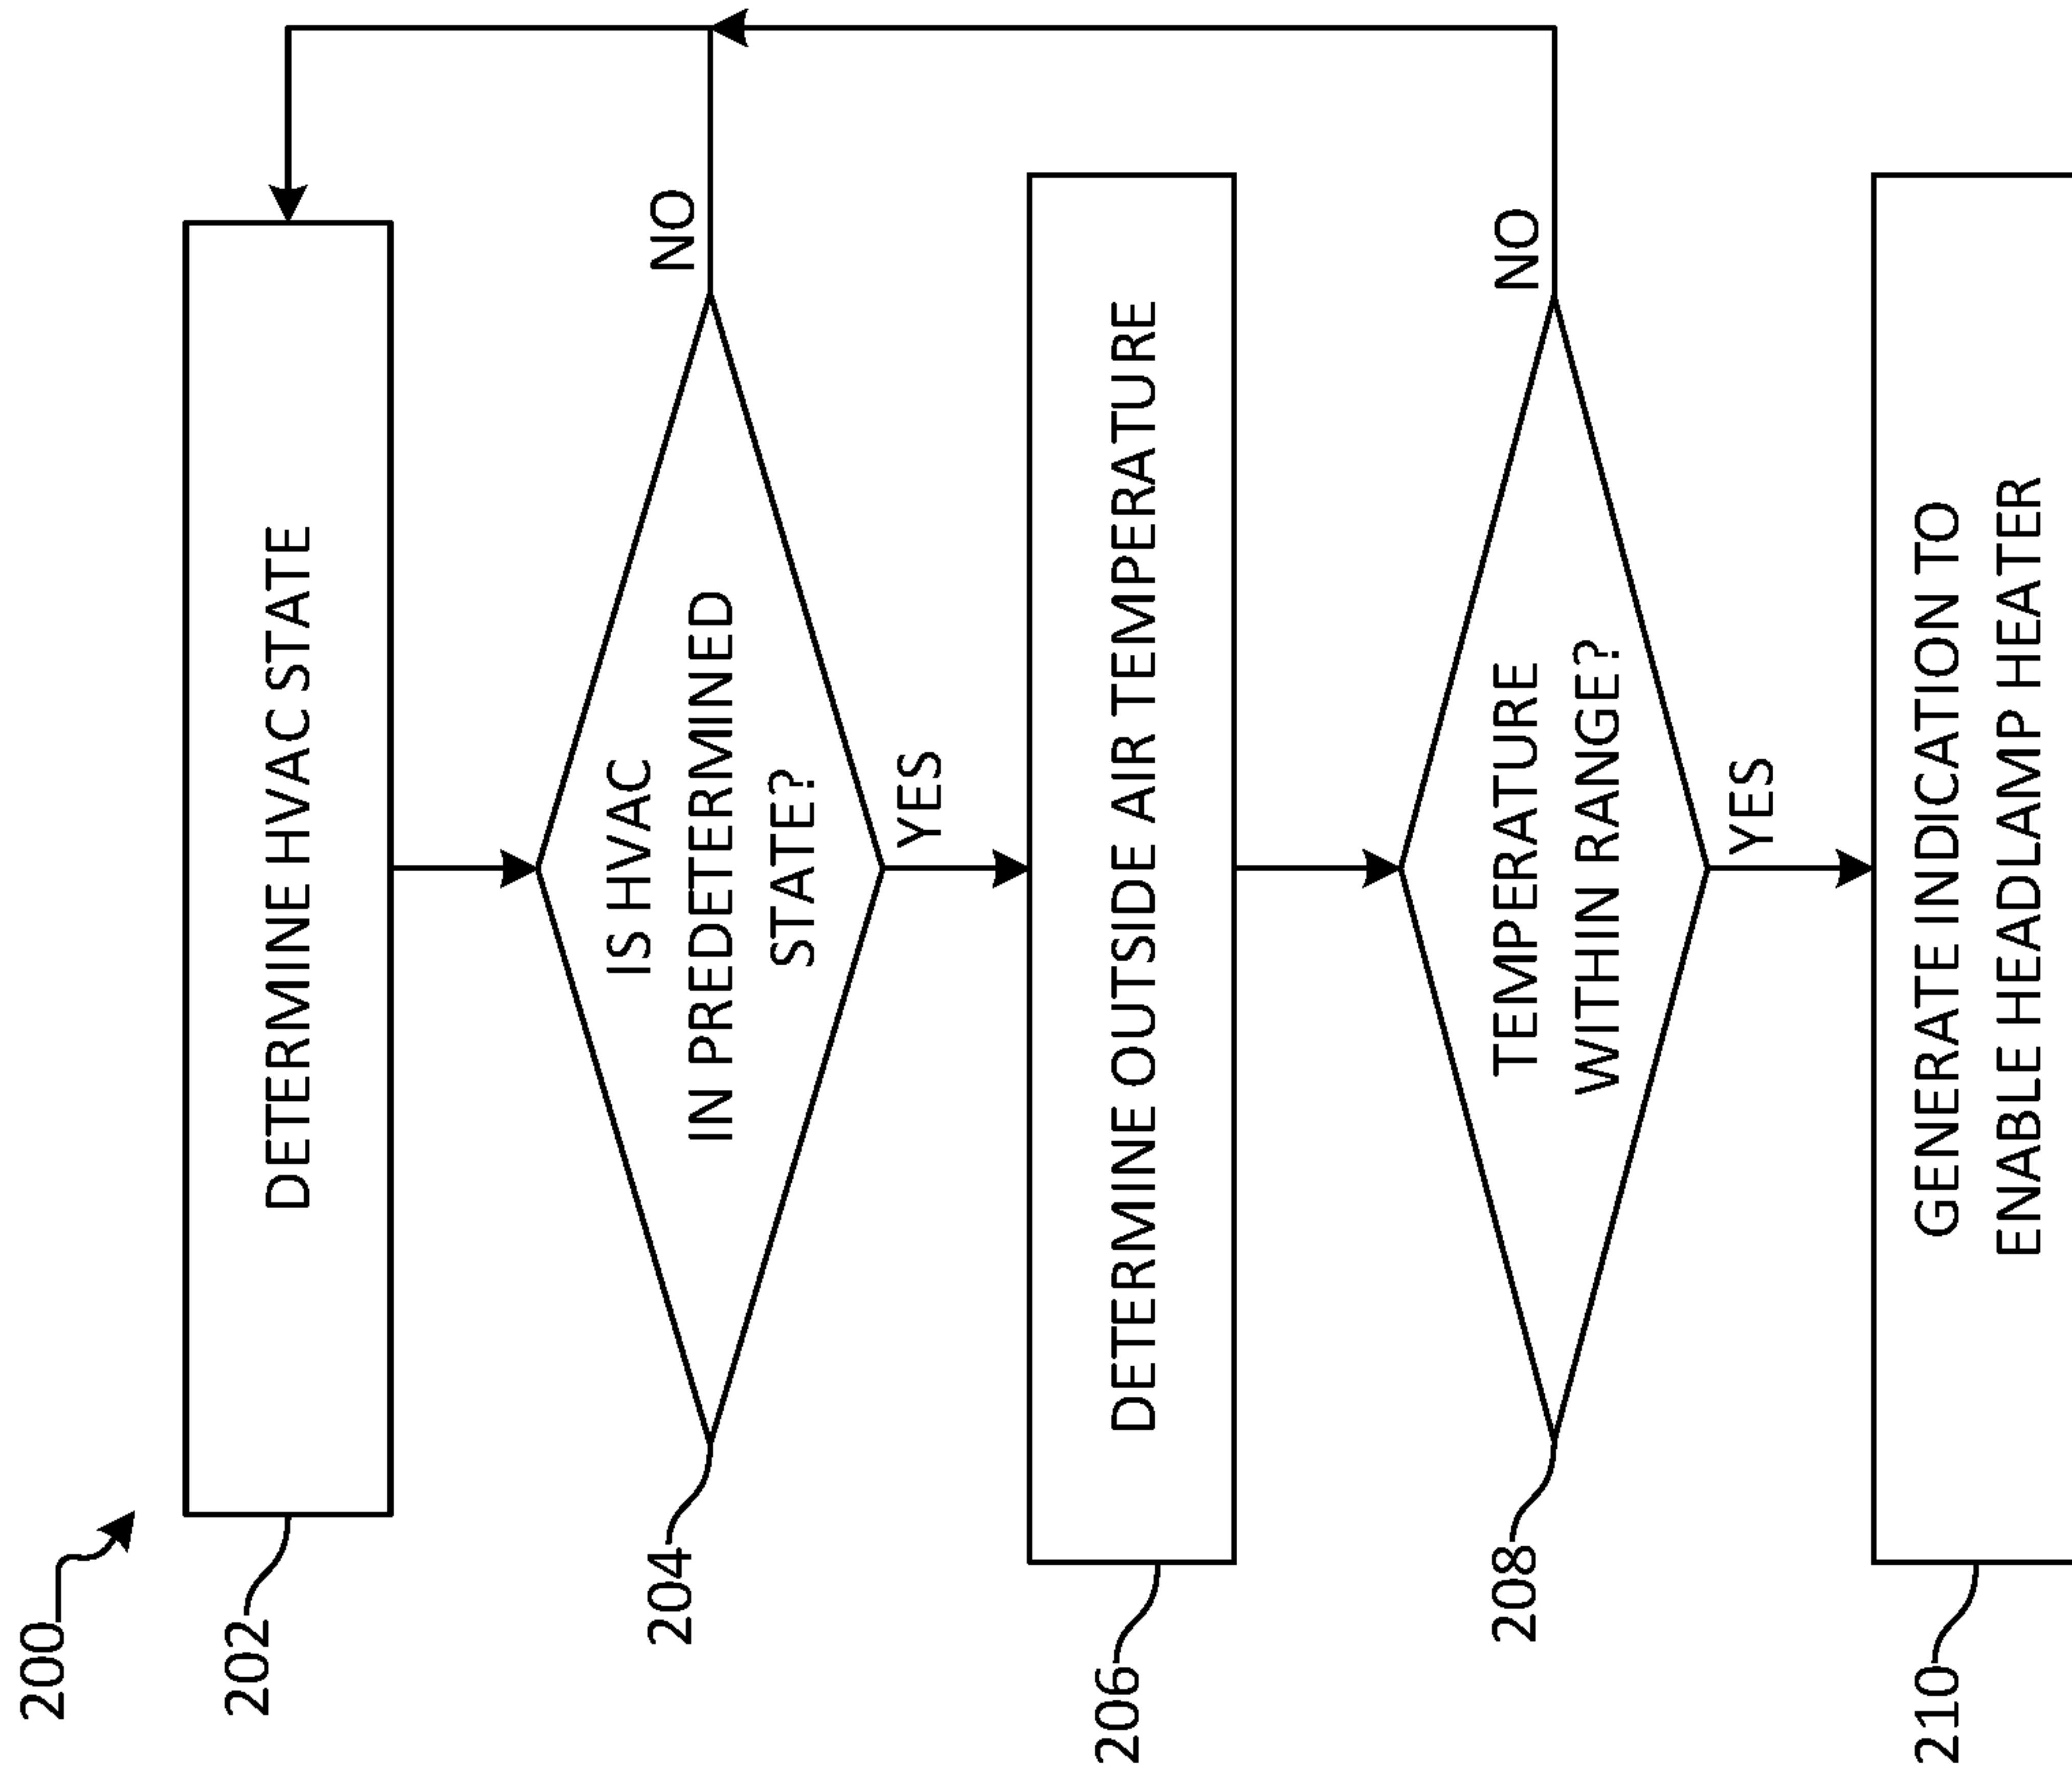 200
202
DETERMINE HVAC STATE
204
IS HVAC
IN PREDETERMINED
STATE?
NO
YES
206
DETERMINE OUTSIDE AIR TEMPERATURE
208
TEMPERATURE
WITHIN RANGE?
NO
YES
210
GENERATE INDICATION TO
ENABLE HEADLAMP HEATER